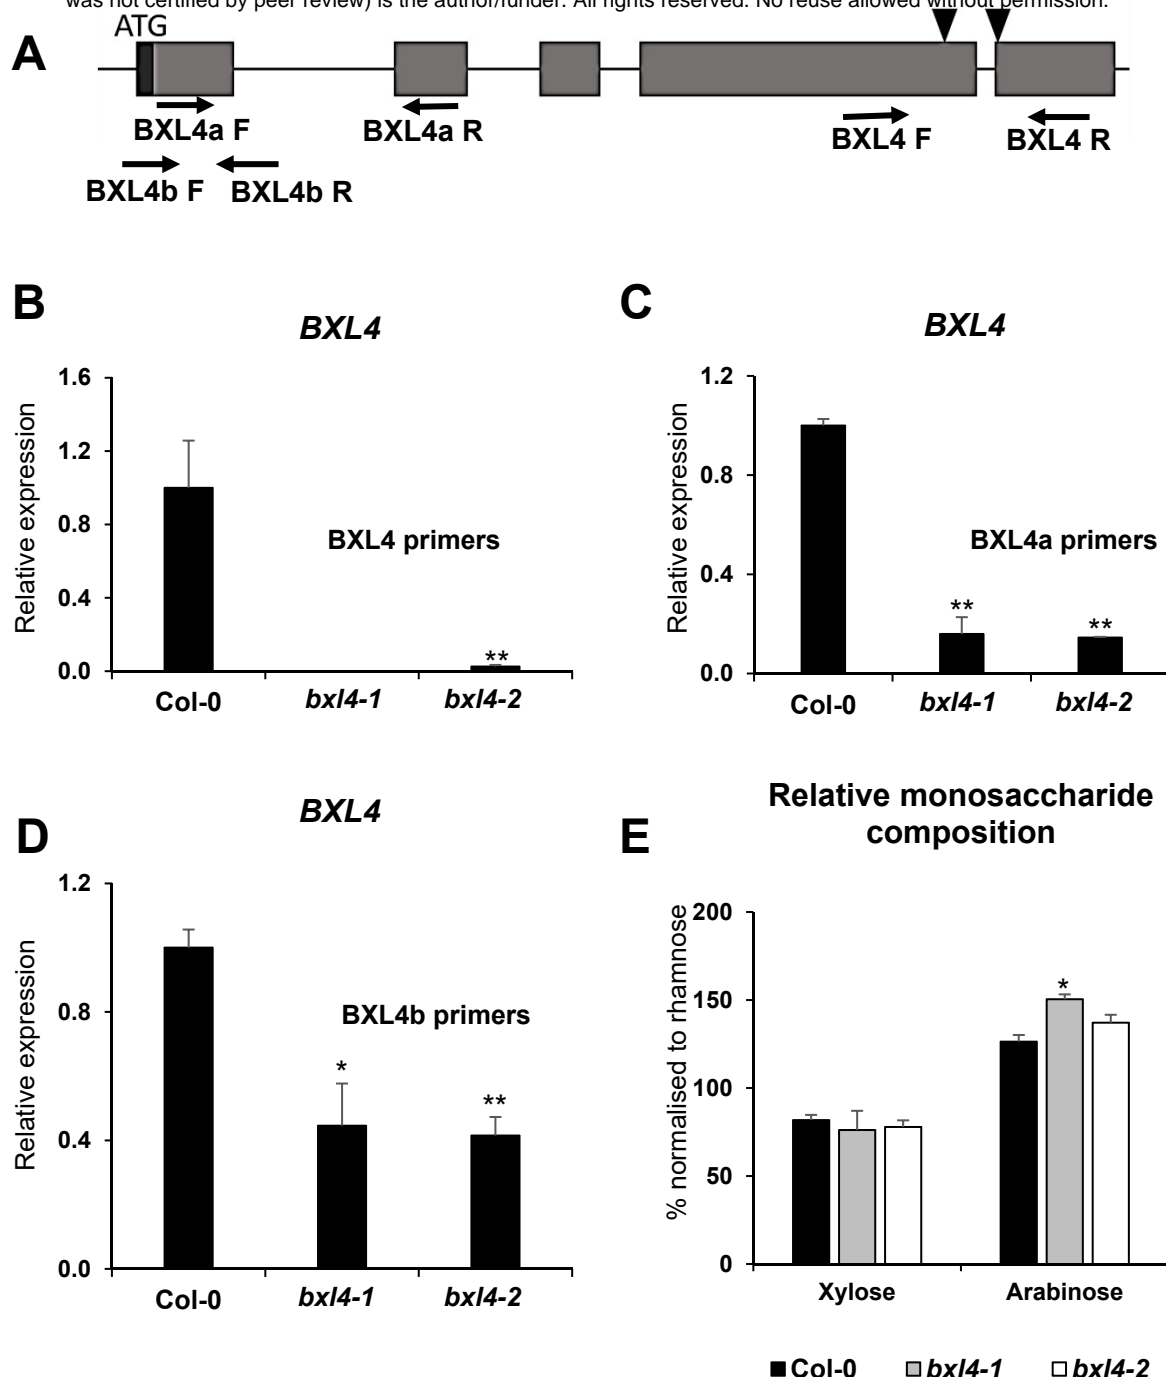 was not certified by peer review) is the author/funder. All rights reserved. No reuse allowed without permission.
ATG
A
BXL4a F
BXL4a R
BXL4 F
BXL4 R
BXL4b F
BXL4b R
B
BXL4
1.6
1.2
0.8
0.4
0.0
Relative expression
BXL4 primers
**
Col-0
bxl4-1
bxl4-2
C
BXL4
1.2
0.8
0.4
0.0
Relative expression
BXL4a primers
**
**
Col-0
bxl4-1
bxl4-2
D
BXL4
1.2
0.8
0.4
0.0
Relative expression
BXL4b primers
*
**
Col-0
bxl4-1
bxl4-2
E
Relative monosaccharide
composition
200
150
100
50
0
% normalised to rhamnose
*
Xylose
Arabinose
Col-0
bxl4-1
bxl4-2